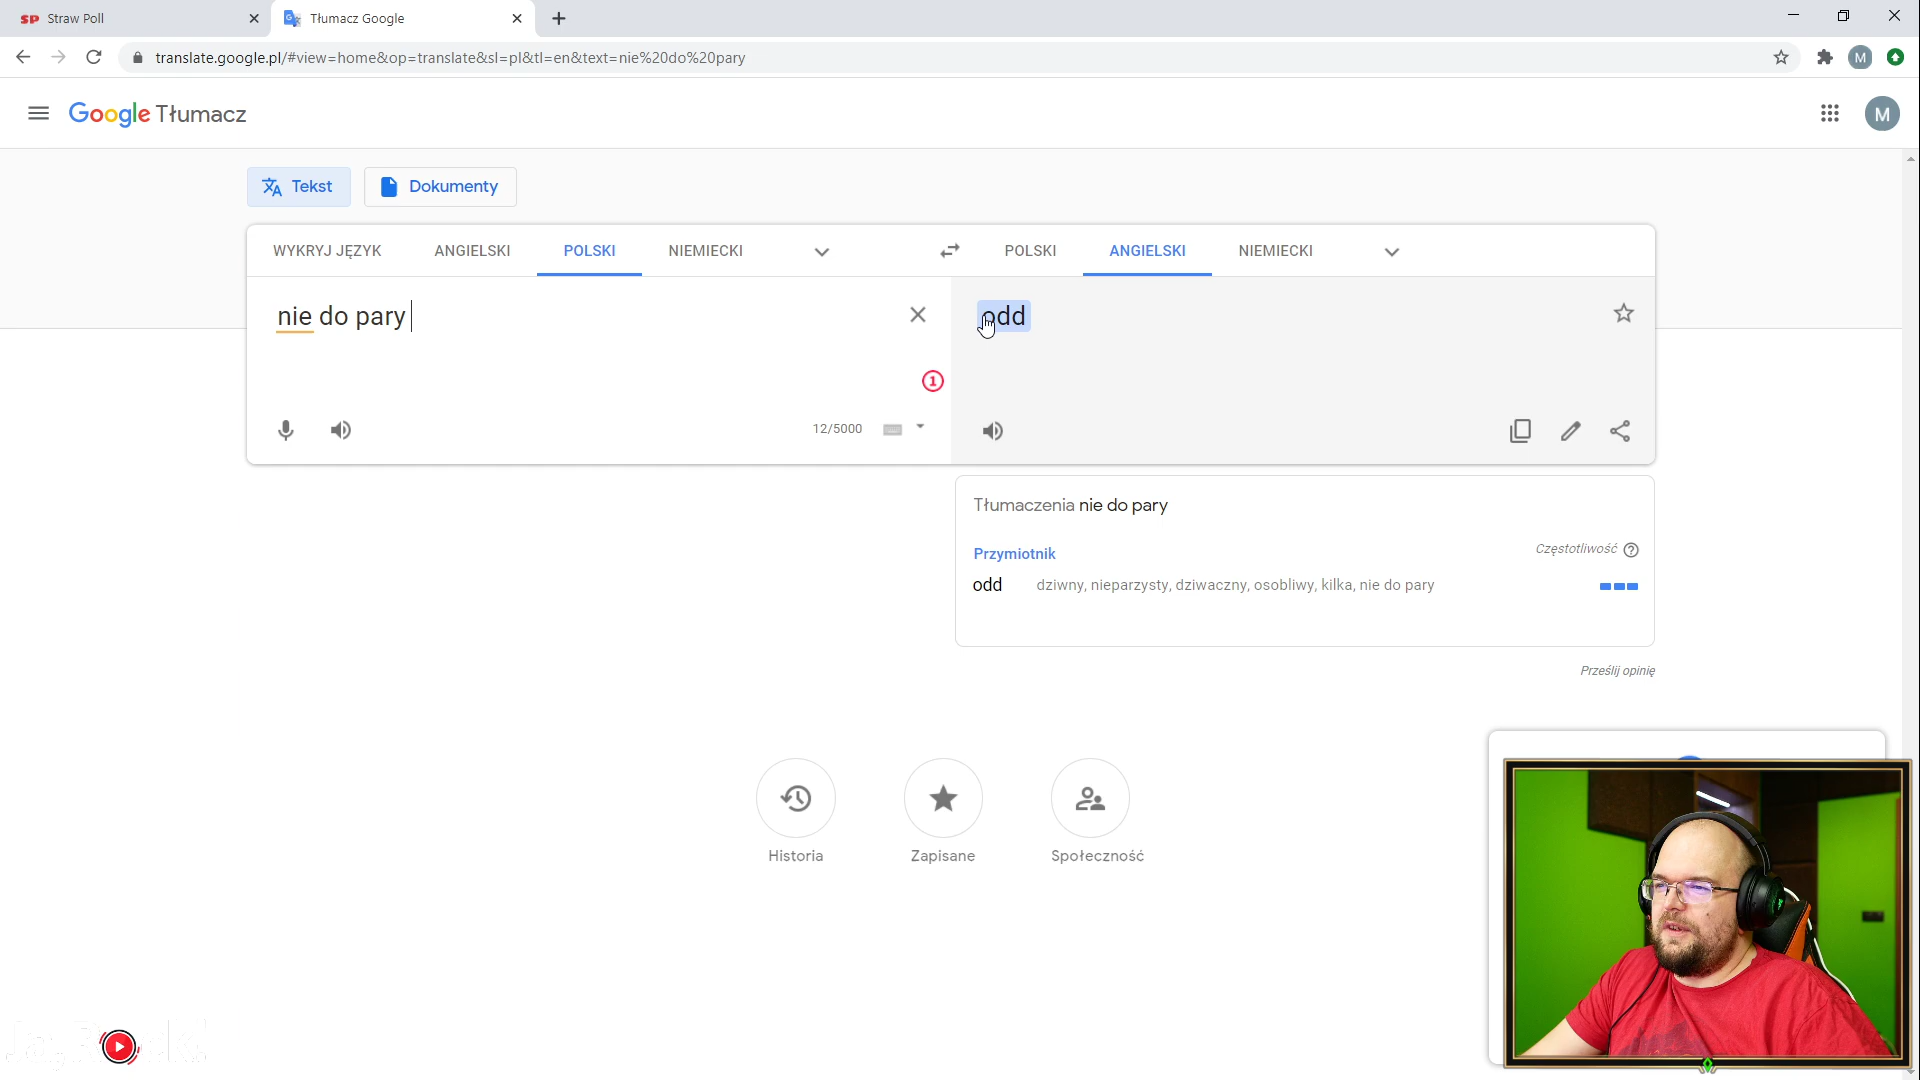 SP Straw Poll
Tłumacz Google
translate.google.pl/#view=home&op=translate&sl=pl&tl=en&text=nie%20do%20pary
M
Google Tłumacz
M
Tekst
Dokumenty
WYKRYJ JĘZYK ANGIELSKI POLSKI NIEMIECKI
POLSKI ANGIELSKI NIEMIECKI
nie do pary
odd
1
12/5000
Tłumaczenia nie do pary
Przymiotnik
Częstotliwość
odd dziwny, nieparzysty, dziwaczny, osobliwy, kilka, nie do pary
Prześlij opinię
Historia
Zapisane
Społeczność